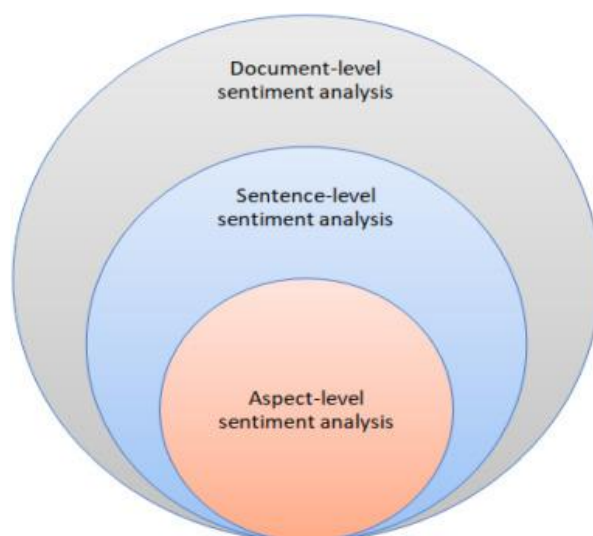 Document-level
sentiment analysis
Sentence-level
sentiment analysis
Aspect-level
sentiment analysis